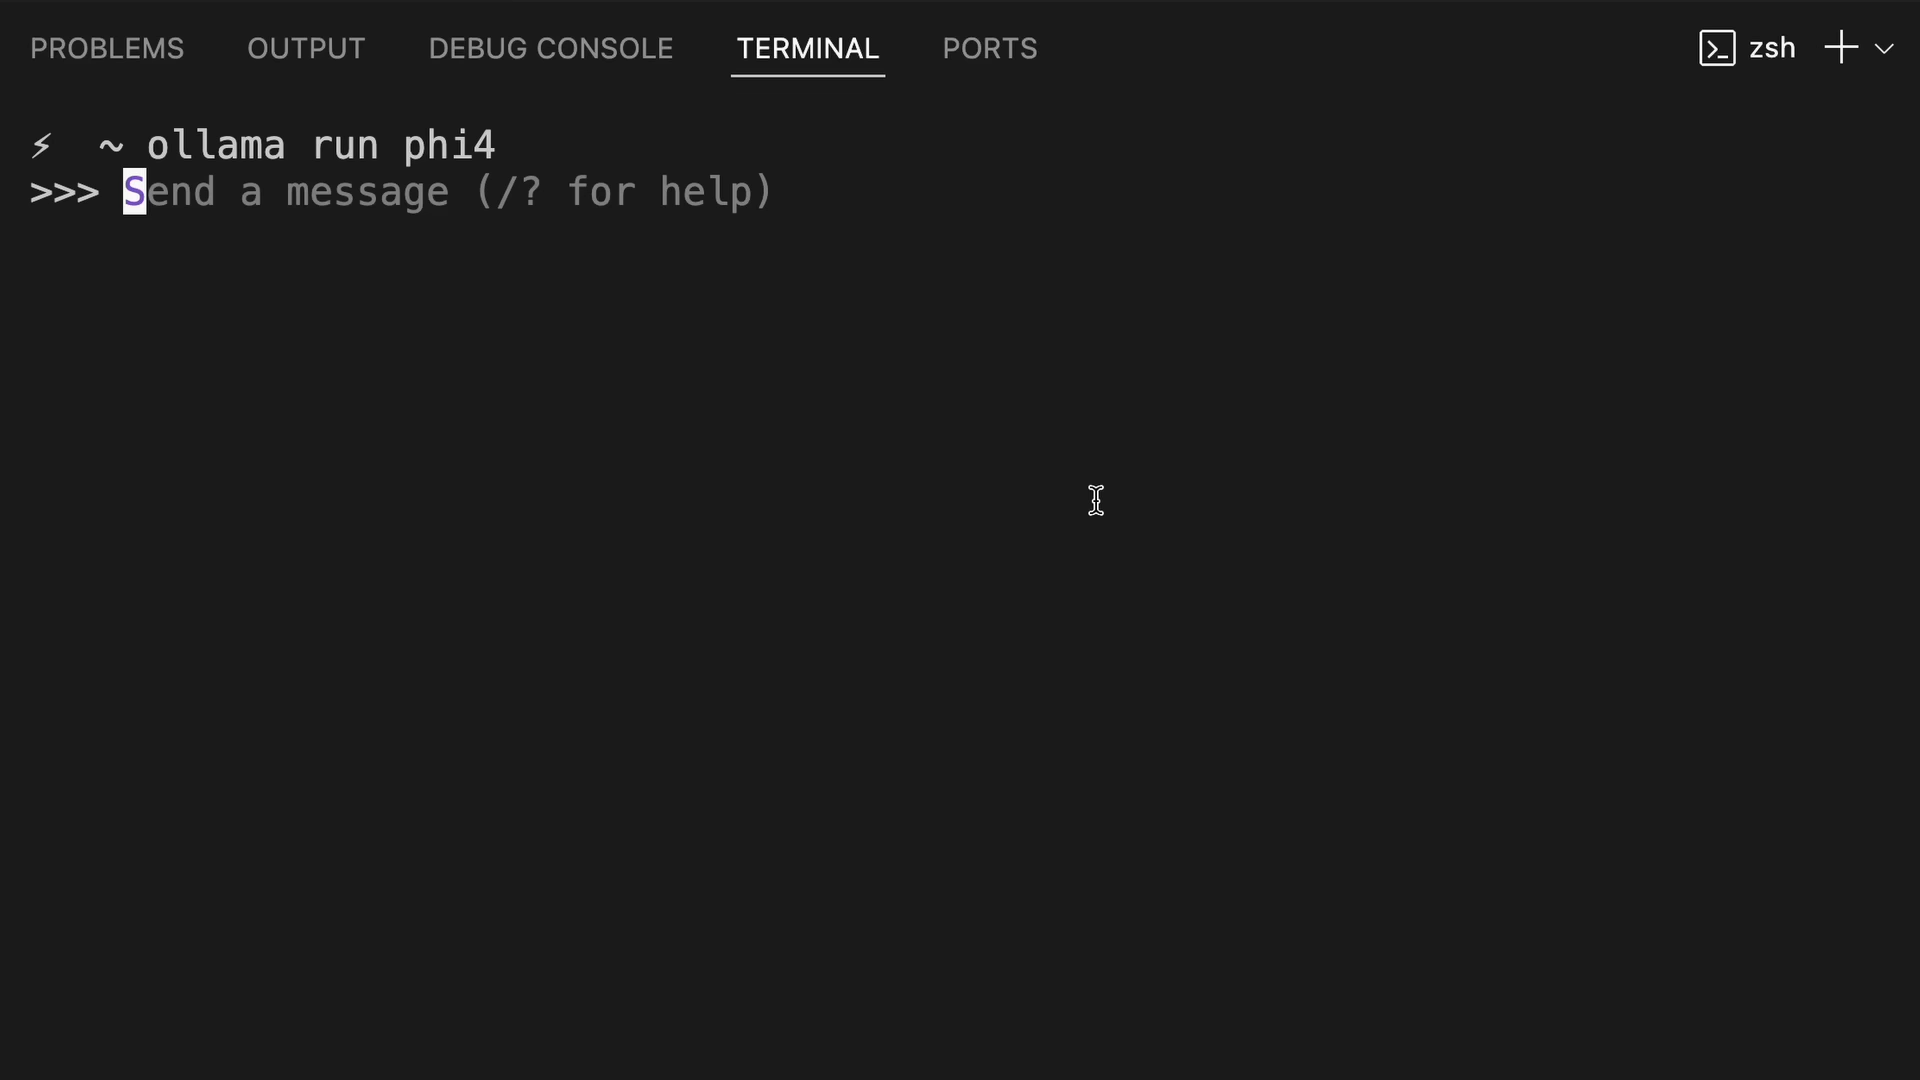 PROBLEMS OUTPUT DEBUG CONSOLE TERMINAL PORTS zsh
⚡ ~ ollama run phi4
>>> Send a message (/? for help)